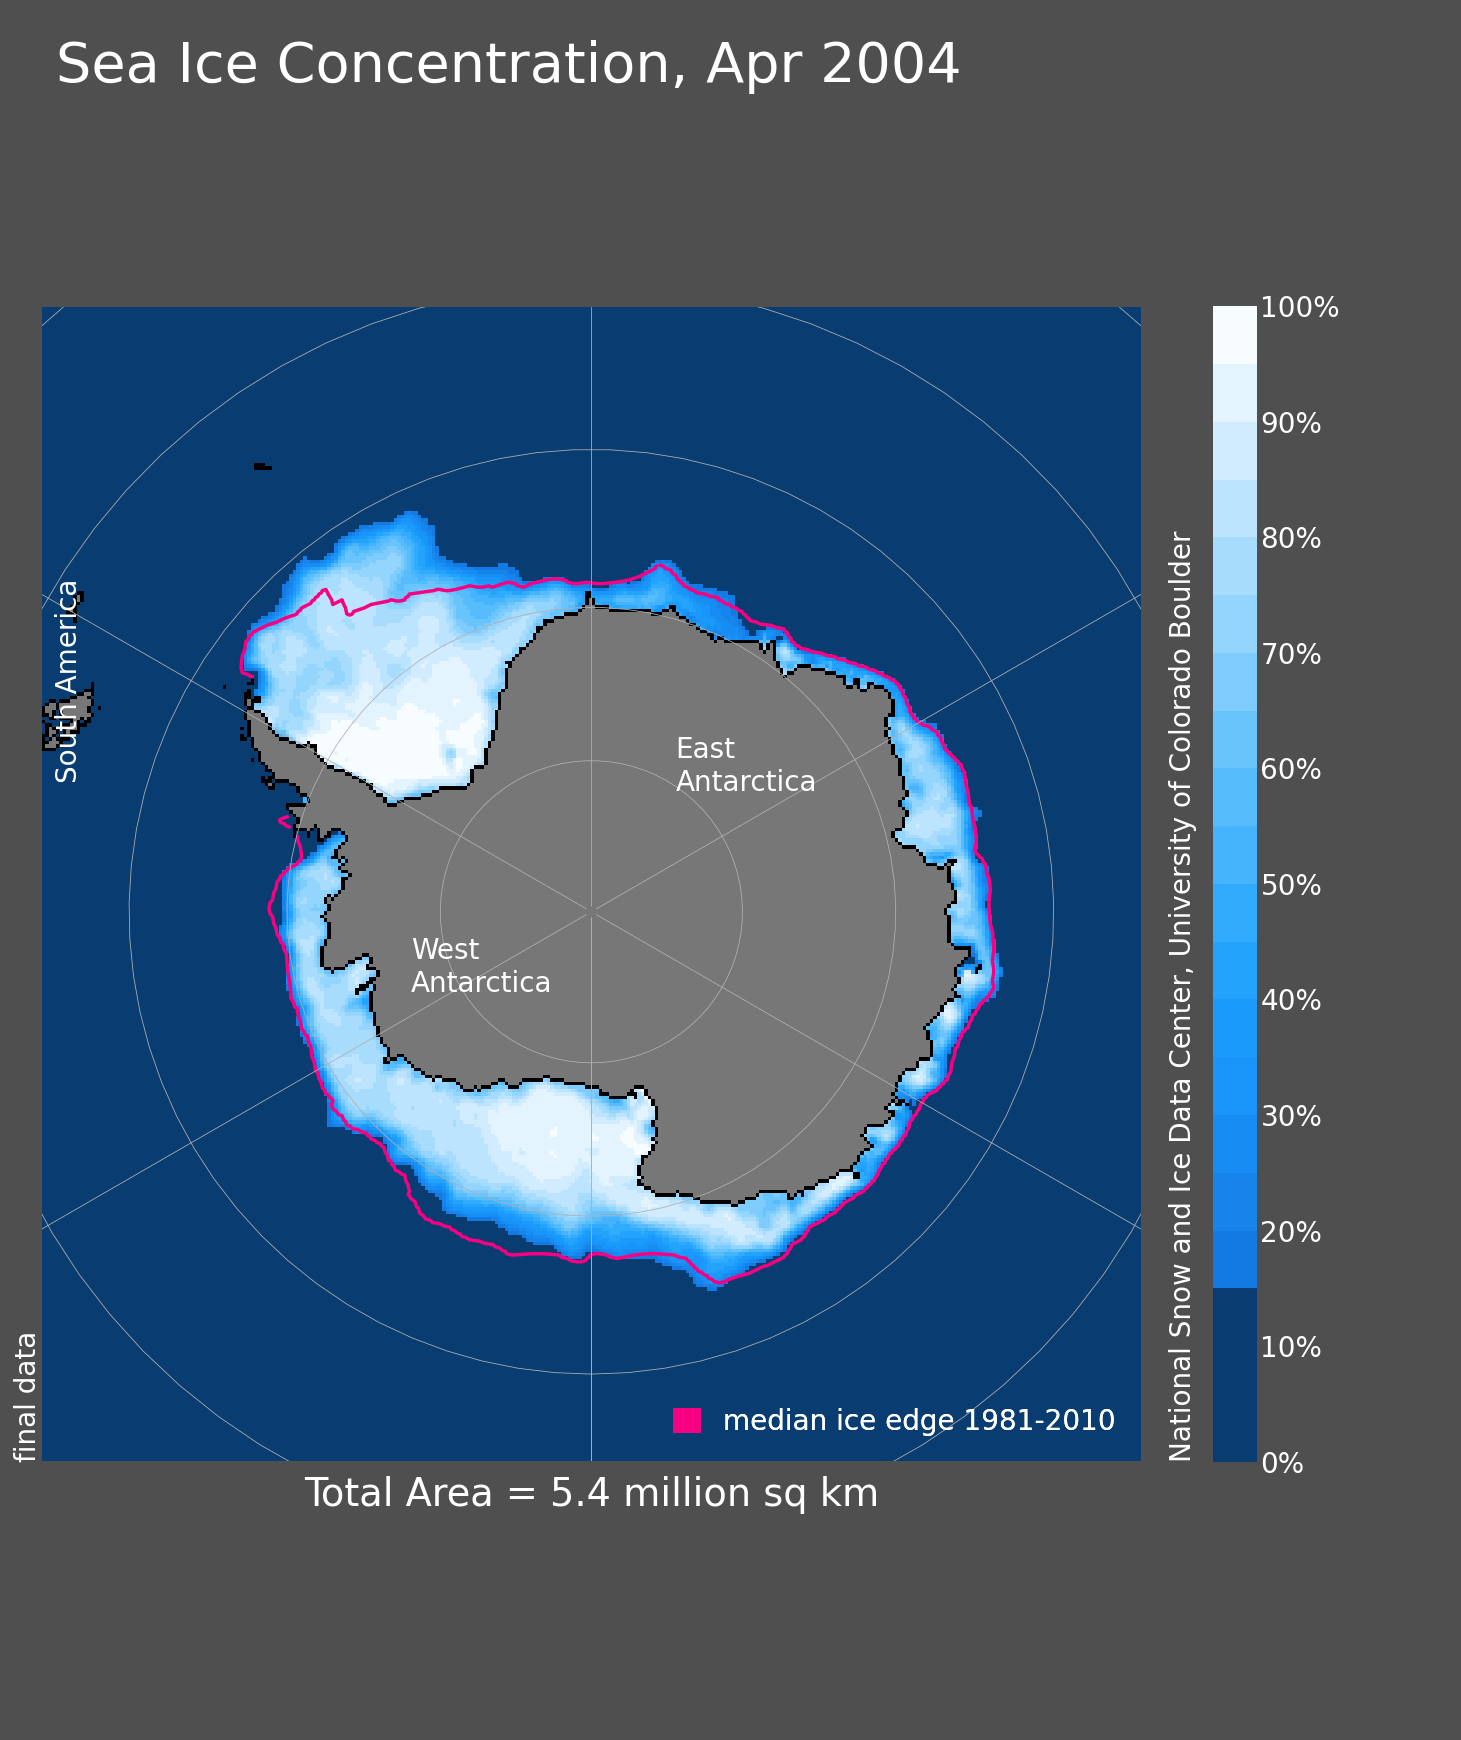 Sea Ice Concentration, Apr 2004
South America
East
Antarctica
West
Antarctica
median ice edge 1981-2010
final data
Total Area = 5.4 million sq km
National Snow and Ice Data Center, University of Colorado Boulder
100%
90%
80%
70%
60%
50%
40%
30%
20%
10%
0%